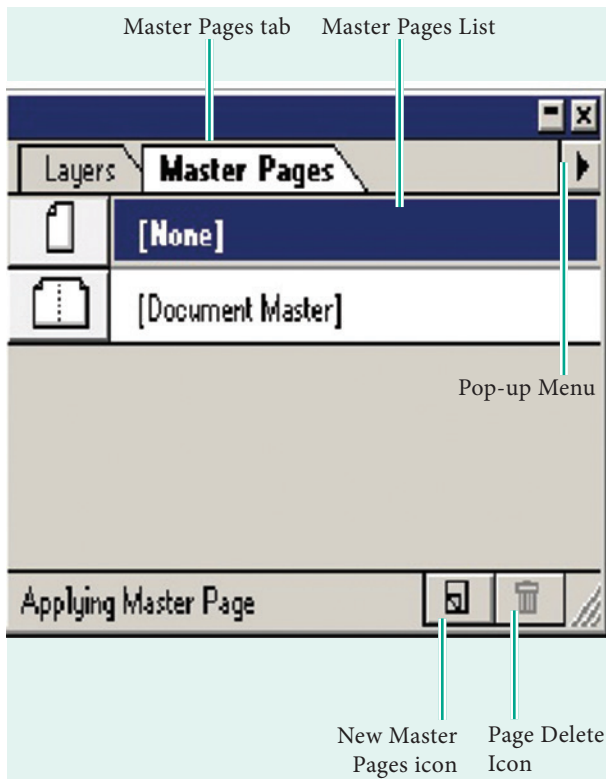 Master Pages tab Master Pages List
Layers Master Pages
[None]
[Document Master]
Pop-up Menu
Applying Master Page
New Master Pages icon
Page Delete Icon